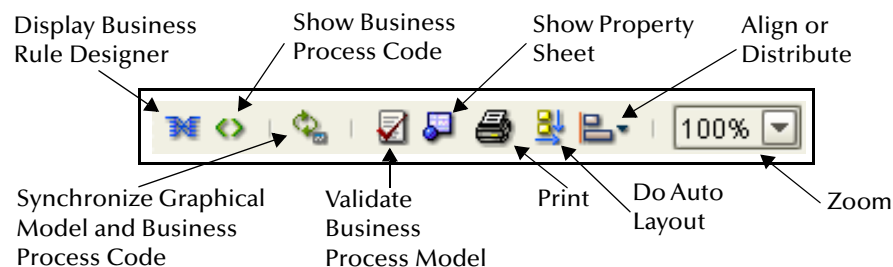 Display Business
Rule Designer
Show Business
Process Code
Show Property
Sheet
Align or
Distribute
100%
Synchronize Graphical
Model and Business
Process Code
Validate
Business
Process Model
Print
Do Auto
Layout
Zoom